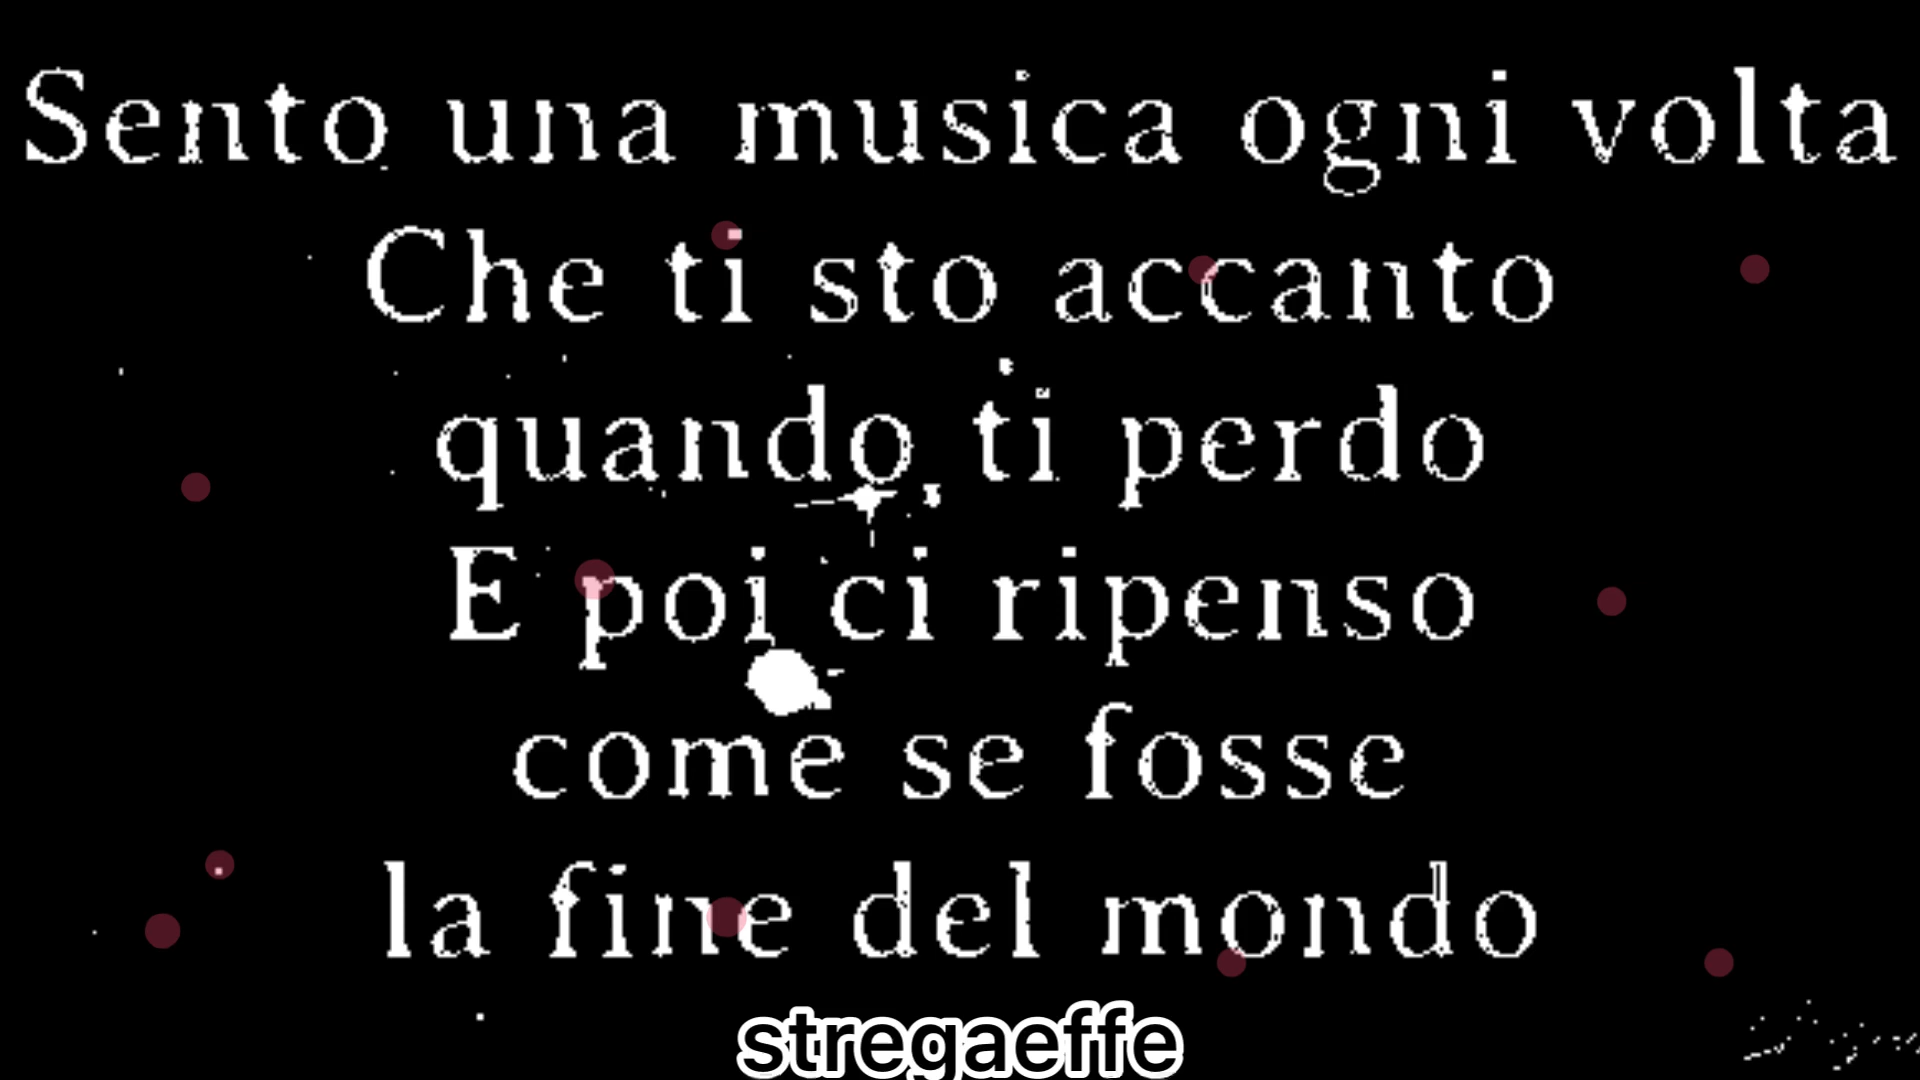 Sento una musica ogni volta
Che ti sto accanto
quando ti perdo
E poi ci ripenso
come se fosse
la fine del mondo
stregaeffe